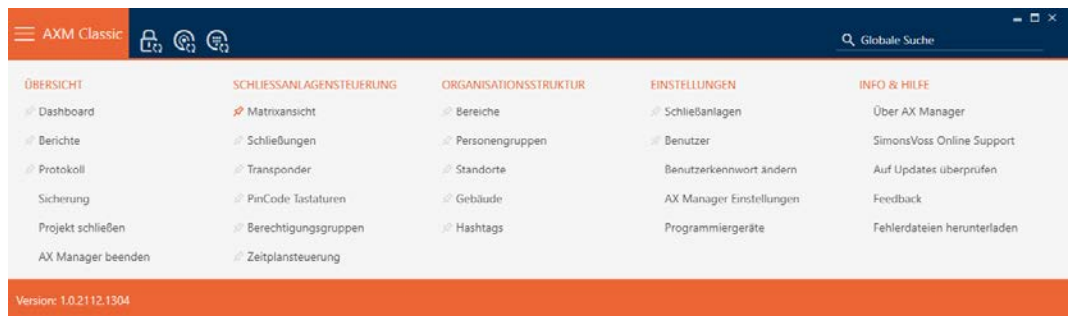 AXM Classic
Globale Suche
ÜBERSICHT
Dashboard
Berichte
Protokoll
Sicherung
Projekt schließen
AX Manager beenden
SCHLIESSANLAGENSTEUERUNG
Matrixansicht
Schließungen
Transponder
PinCode Tastaturen
Berechtigungsgruppen
Zeitplansteuerung
ORGANISATIONSSTRUKTUR
Bereiche
Personengruppen
Standorte
Gebäude
Hashtags
EINSTELLUNGEN
Schließanlagen
Benutzer
Benutzerkennwort ändern
AX Manager Einstellungen
Programmiergeräte
INFO & HILFE
Über AX Manager
SimonsVoss Online Support
Auf Updates überprüfen
Feedback
Fehlerdateien herunterladen
Version: 1.0.2112.1304